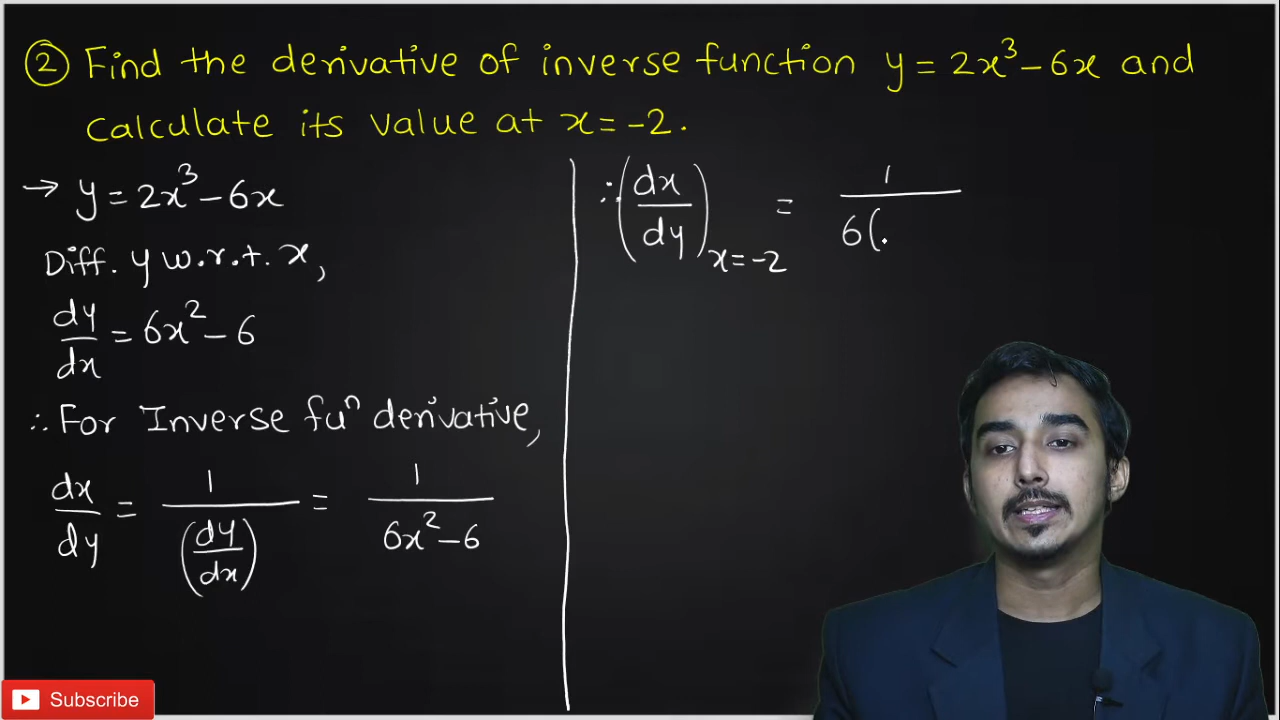 ② Find the derivative of inverse function y = 2x³ - 6x and
calculate its value at x = -2.
→ y = 2x³ - 6x
Diff. y w.r.t. x,
dy/dx = 6x² - 6
∴ For Inverse fuⁿ derivative,
dx/dy = 1/(dy/dx) = 1/(6x² - 6)
∴ (dx/dy)ₓ₌₋₂ = 1/6(.
Subscribe